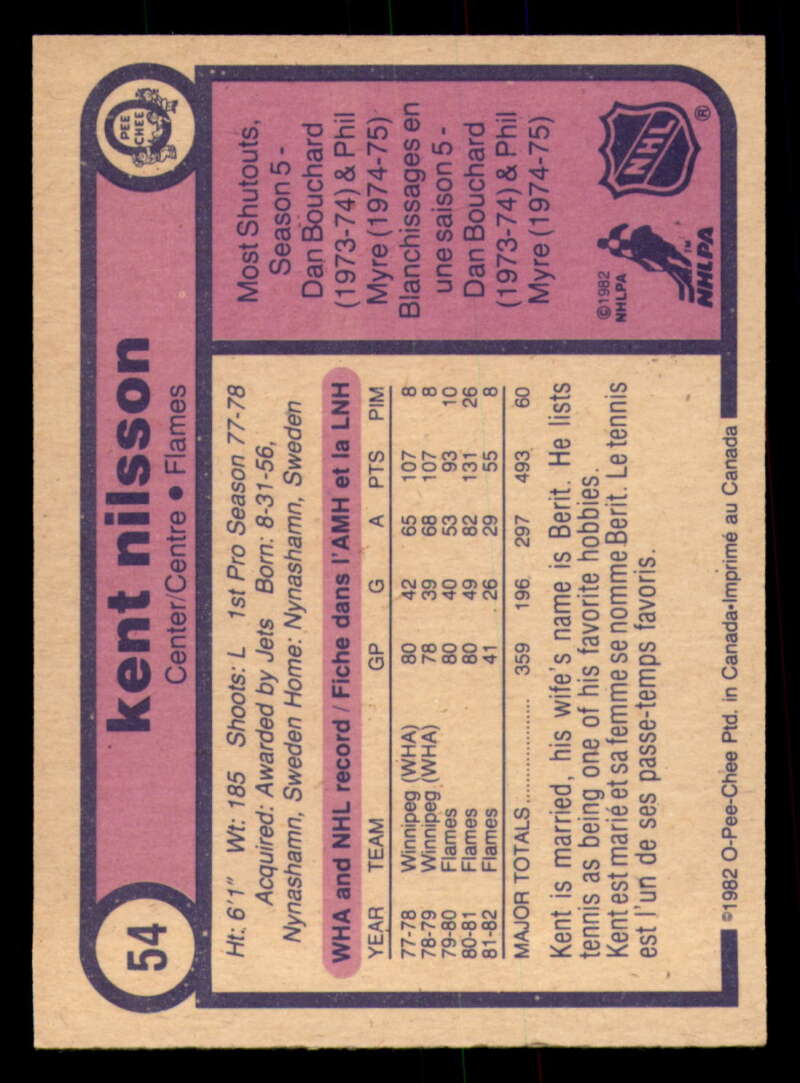 54
kent nilsson
Center/Centre • Flames
O
PEE
CHEE
Ht: 6'1" Wt: 185 Shoots: L 1st Pro Season 77-78
Acquired: Awarded by Jets Born: 8-31-56,
Nynashamn, Sweden Home: Nynashamn, Sweden
WHA and NHL record / Fiche dans l'AMH et la LNH
YEAR TEAM GP G A PTS PIM
77-78 Winnipeg (WHA) 80 42 65 107 8
78-79 Winnipeg (WHA) 78 39 68 107 8
79-80 Flames 80 40 53 93 10
80-81 Flames 80 49 82 131 26
81-82 Flames 41 26 29 55 8
MAJOR TOTALS................ 359 196 297 493 60
Kent is married, his wife's name is Berit. He lists
tennis as being one of his favorite hobbies.
Kent est marié et sa femme se nomme Berit. Le tennis
est l'un de ses passe-temps favoris.
Most Shutouts,
Season 5 -
Dan Bouchard
(1973-74) & Phil
Myre (1974-75)
Blanchissages en
une saison 5 -
Dan Bouchard
(1973-74) & Phil
Myre (1974-75)
©1982
NHLPA
™
NHLPA
NHL
®
©1982 O-Pee-Chee Ptd. in Canada•Imprimé au Canada